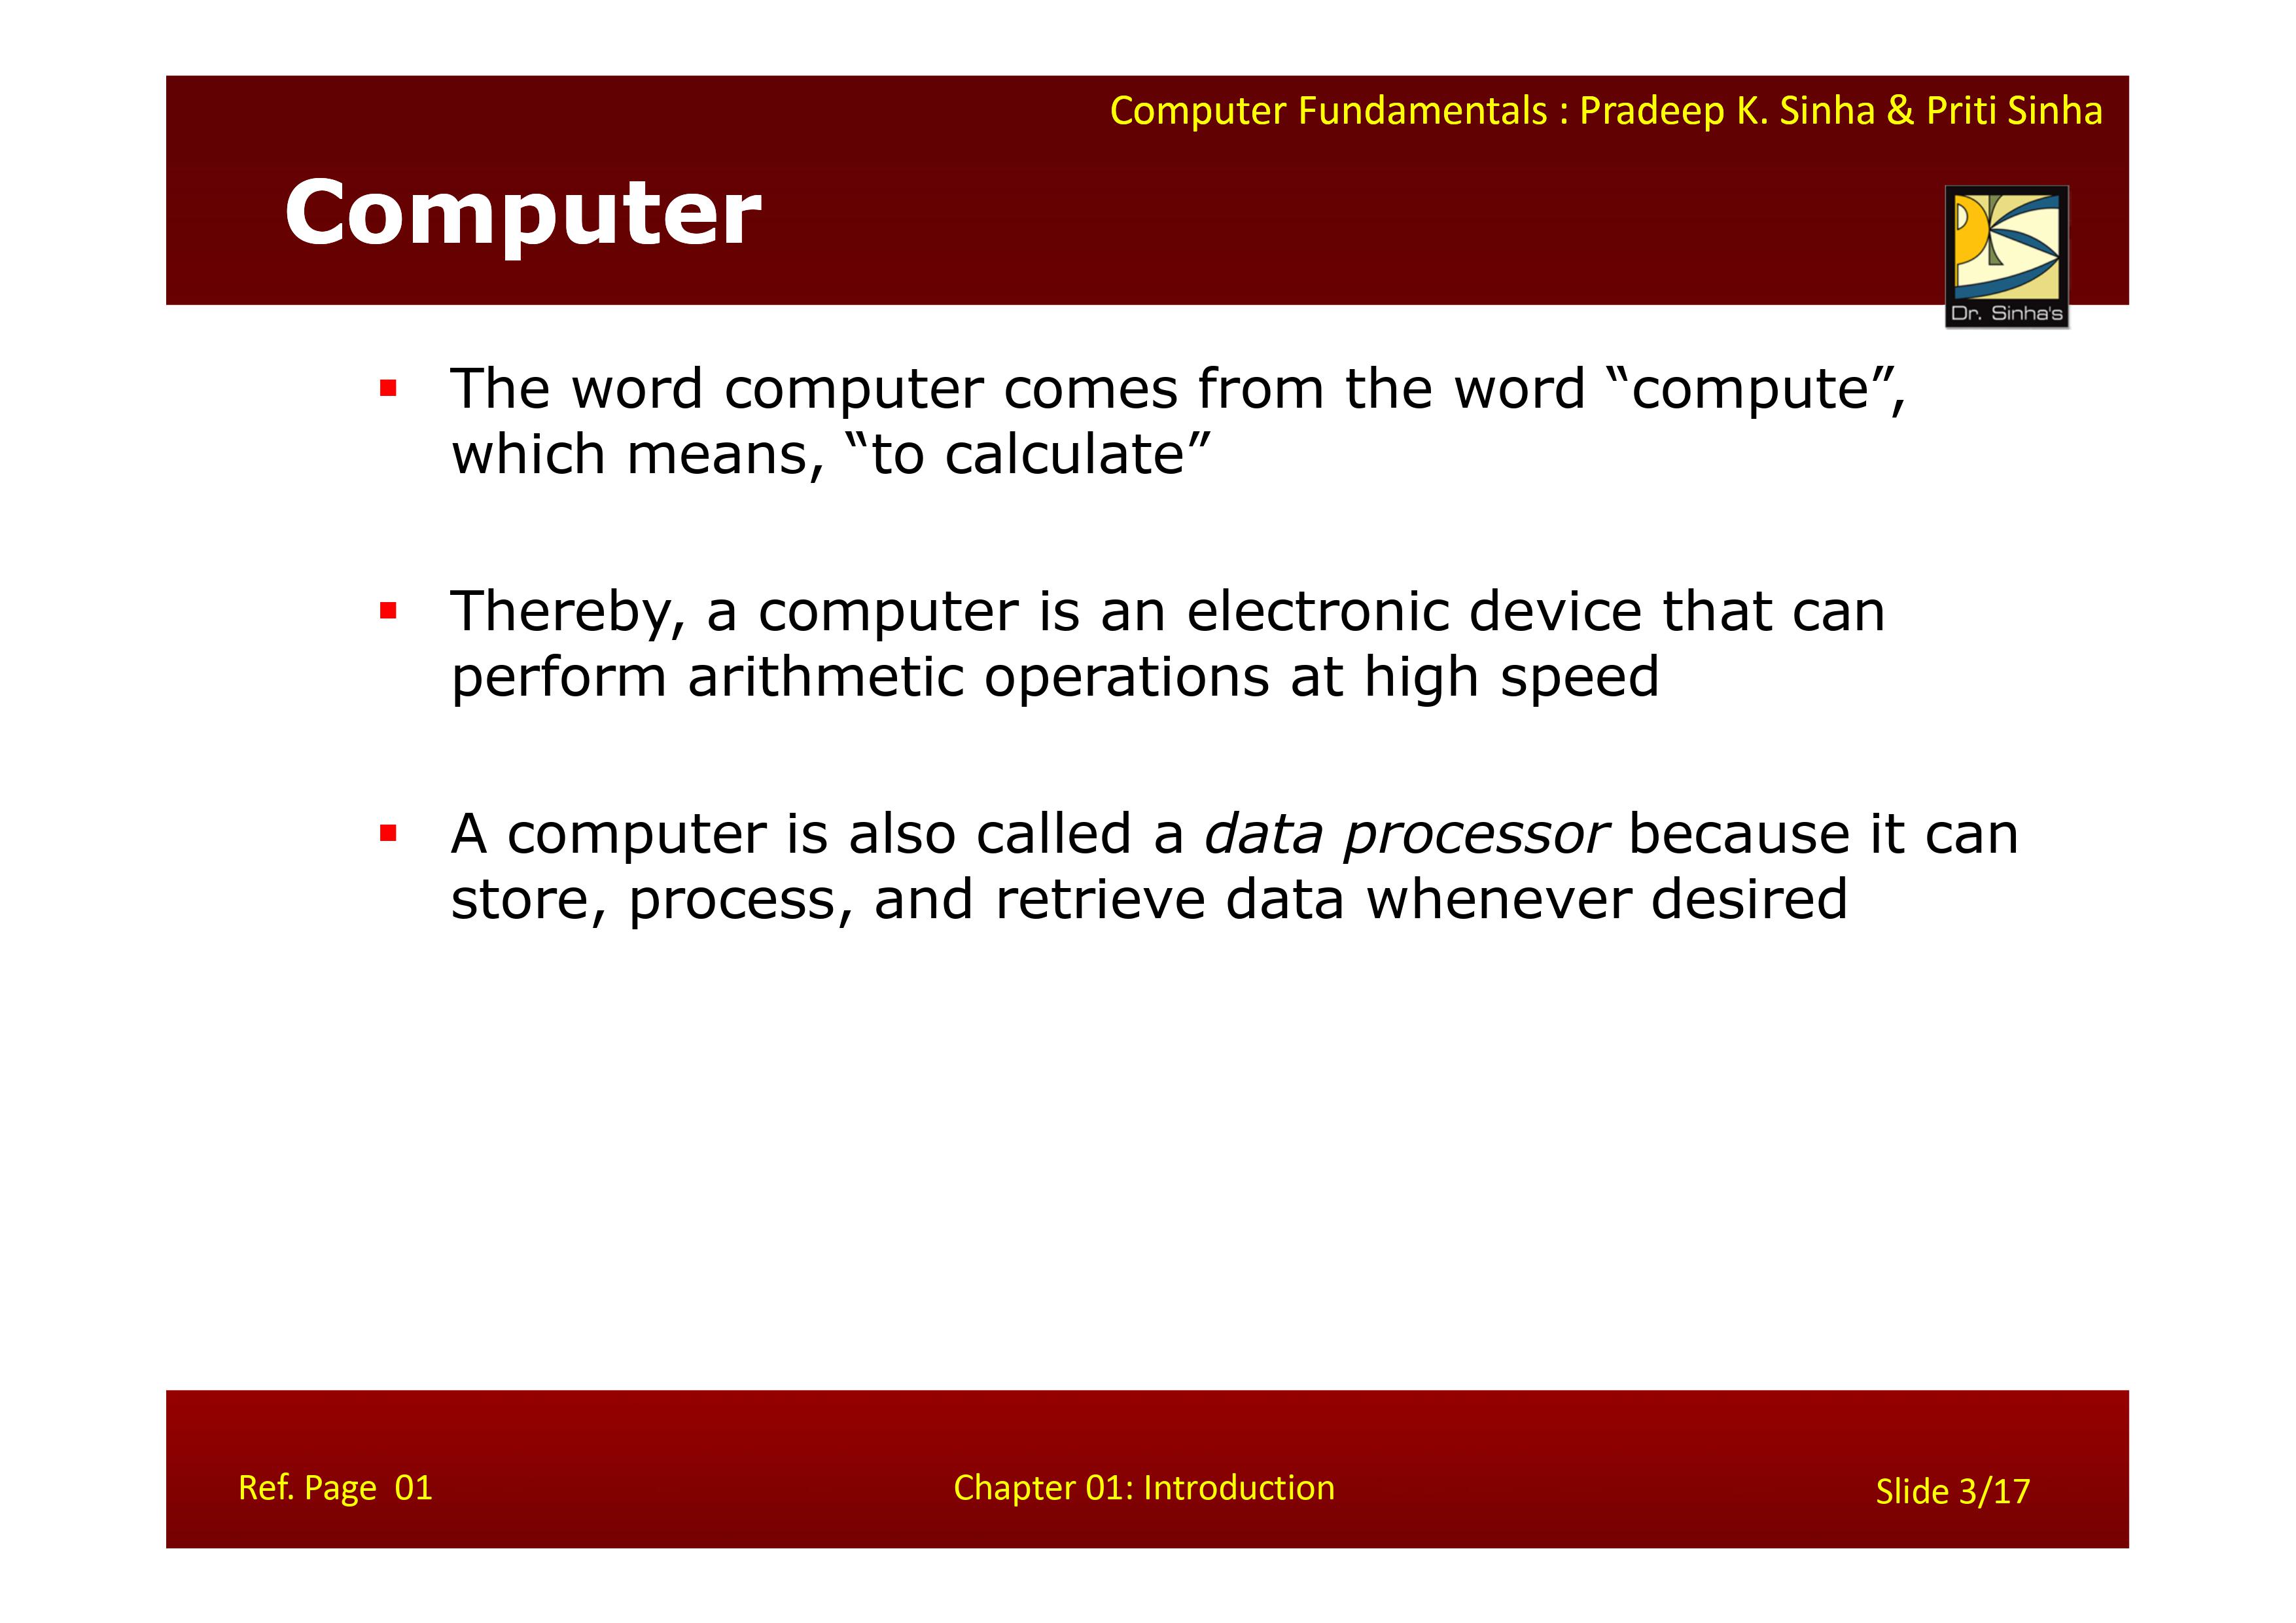 Computer Fundamentals : Pradeep K. Sinha & Priti Sinha
Computer
Dr. Sinha's
▪ The word computer comes from the word “compute”,
which means, “to calculate”
▪ Thereby, a computer is an electronic device that can
perform arithmetic operations at high speed
▪ A computer is also called a data processor because it can
store, process, and retrieve data whenever desired
Ref. Page 01
Chapter 01: Introduction
Slide 3/17